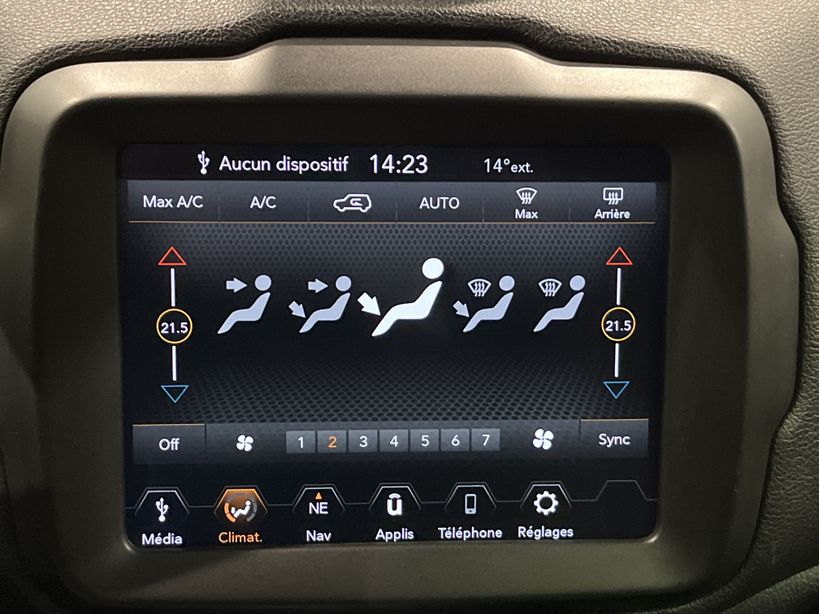 Aucun dispositif 14:23 14°ext.
Max A/C A/C AUTO Max Arrière
21.5 21.5
Off 1 2 3 4 5 6 7 Sync
NE ū
Média Climat. Nav Applis Téléphone Réglages